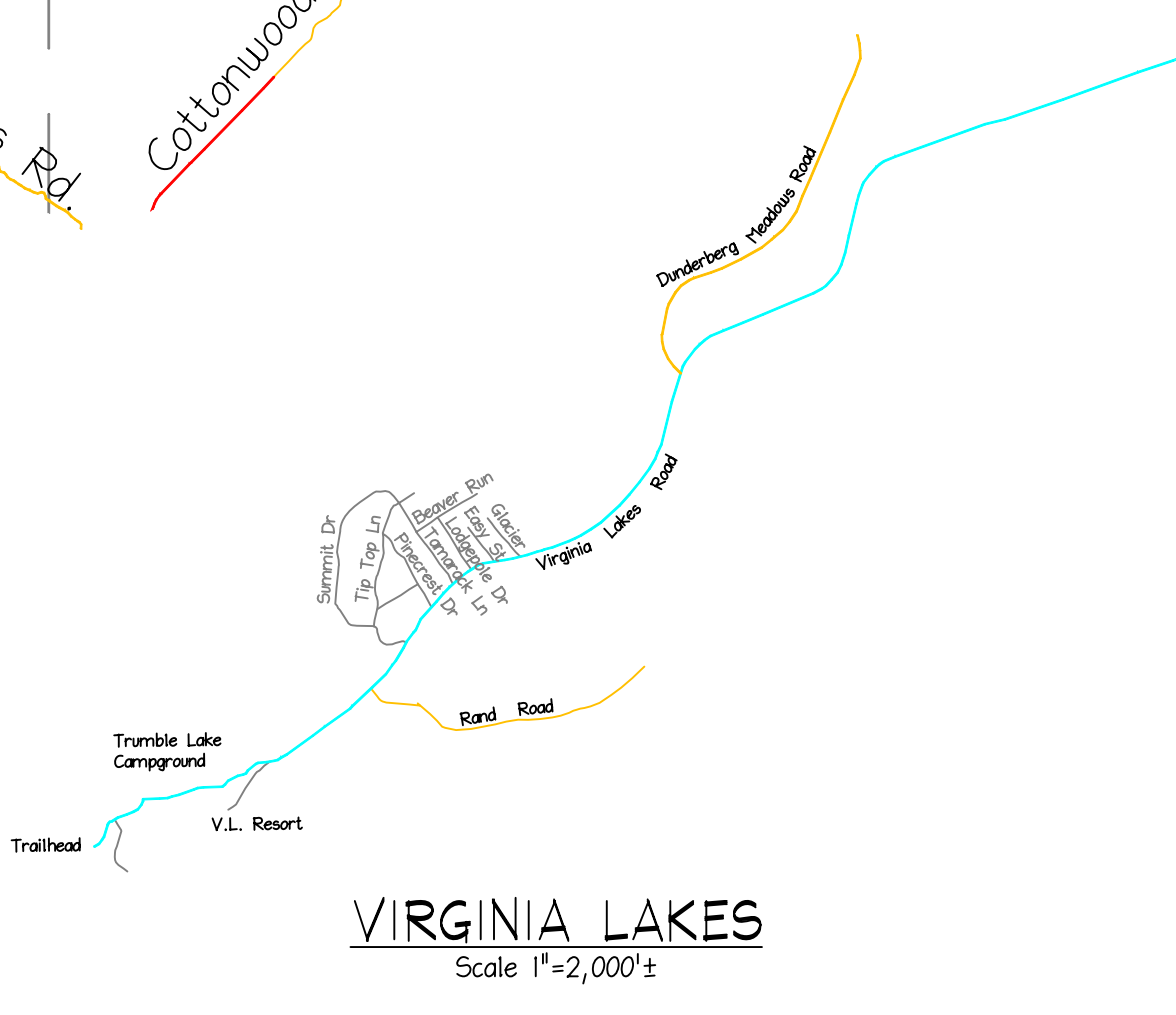 Cottonwood
Rd.
Dunderberg Meadows Road
Virginia Lakes Road
Beaver Run
Glacier
Easy St
Lodgepole Dr
Tamarack Ln
Pinecrest Dr
Tip Top Ln
Summit Dr
Rand Road
Trumble Lake
Campground
V.L. Resort
Trailhead
VIRGINIA LAKES
Scale 1"=2,000'±